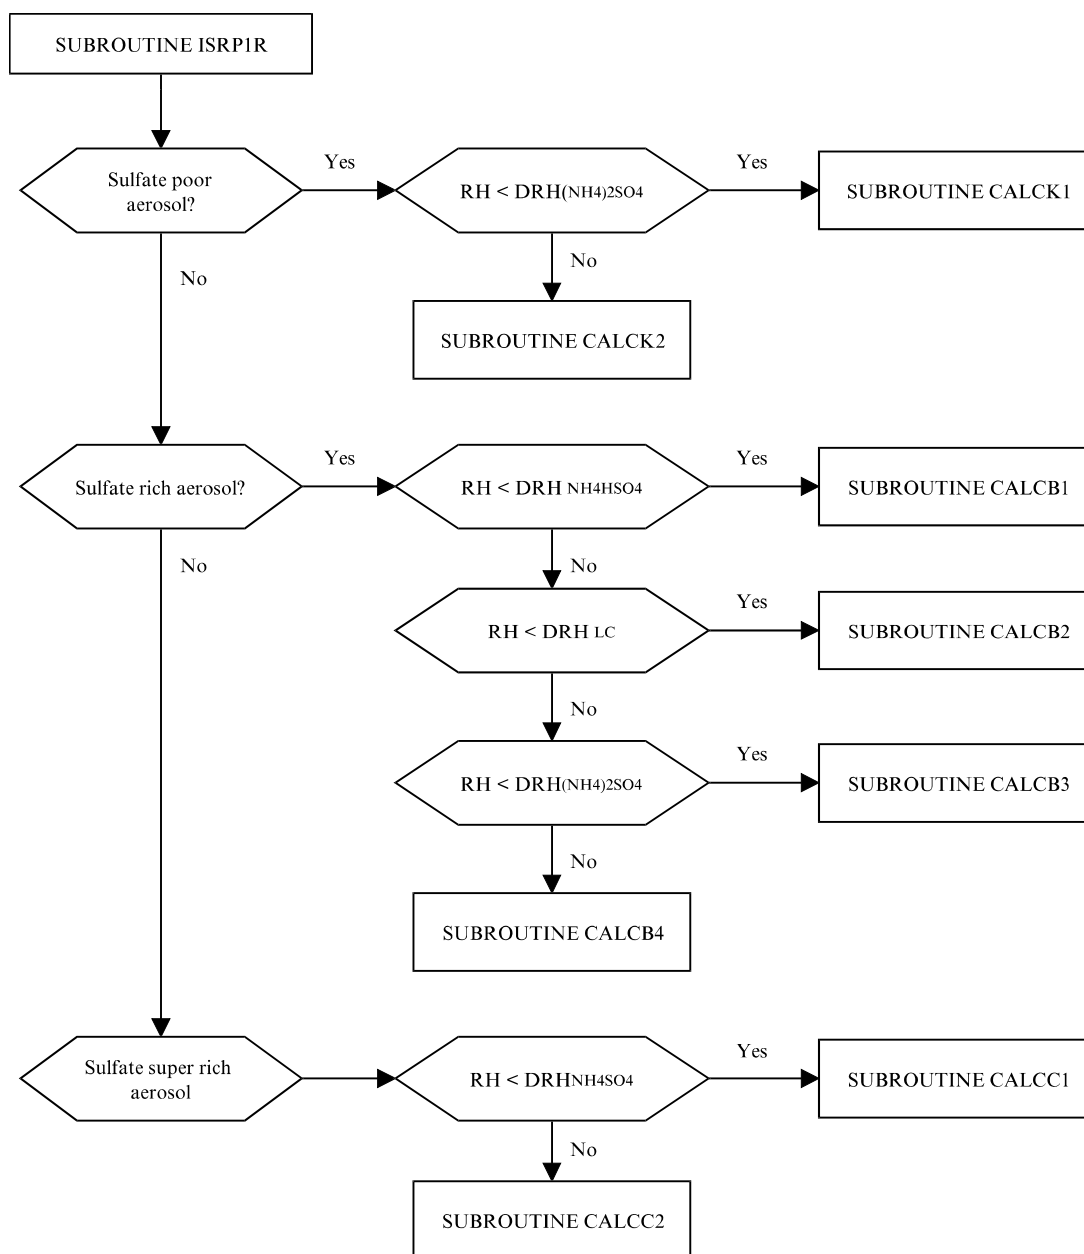 SUBROUTINE ISRP1R
Sulfate poor
aerosol?
Yes
RH < DRH(NH4)2SO4
Yes
SUBROUTINE CALCK1
No
No
SUBROUTINE CALCK2
Sulfate rich aerosol?
Yes
RH < DRH NH4HSO4
Yes
SUBROUTINE CALCB1
No
No
RH < DRH LC
Yes
SUBROUTINE CALCB2
No
RH < DRH(NH4)2SO4
Yes
SUBROUTINE CALCB3
No
SUBROUTINE CALCB4
Sulfate super rich
aerosol
RH < DRHNH4SO4
Yes
SUBROUTINE CALCC1
No
SUBROUTINE CALCC2